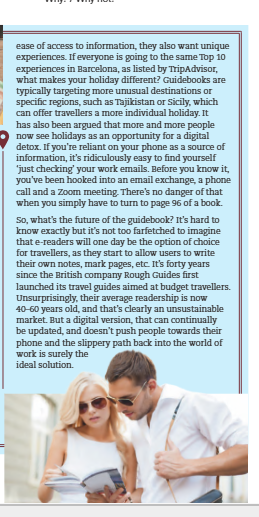 Why? / Why not?
ease of access to information, they also want unique
experiences. If everyone is going to the same Top 10
experiences in Barcelona, as listed by TripAdvisor,
what makes your holiday different? Guidebooks are
typically targeting more unusual destinations or
specific regions, such as Tajikistan or Sicily, which
can offer travellers a more individual holiday. It
has also been argued that more and more people
now see holidays as an opportunity for a digital
detox. If you're reliant on your phone as a source of
information, it's ridiculously easy to find yourself
'just checking' your work emails. Before you know it,
you've been hooked into an email exchange, a phone
call and a Zoom meeting. There's no danger of that
when you simply have to turn to page 96 of a book.
So, what's the future of the guidebook? It's hard to
know exactly but it's not too farfetched to imagine
that e-readers will one day be the option of choice
for travellers, as they start to allow users to write
their own notes, mark pages, etc. It's forty years
since the British company Rough Guides first
launched its travel guides aimed at budget travellers.
Unsurprisingly, their average readership is now
40–60 years old, and that's clearly an unsustainable
market. But a digital version, that can continually
be updated, and doesn't push people towards their
phone and the slippery path back into the world of
work is surely the
ideal solution.